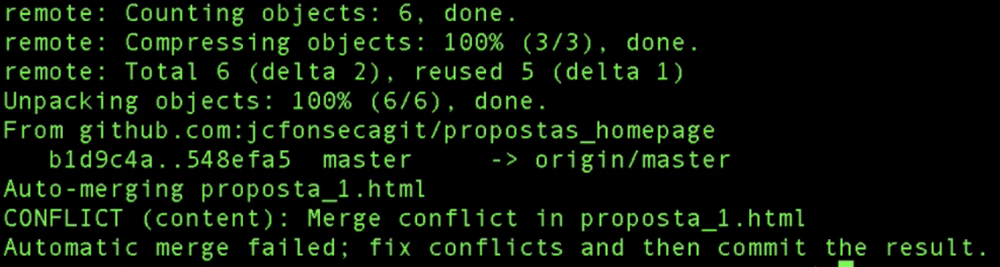 remote: Counting objects: 6, done.
remote: Compressing objects: 100% (3/3), done.
remote: Total 6 (delta 2), reused 5 (delta 1)
Unpacking objects: 100% (6/6), done.
From github.com:jcfonsecagit/propostas_homepage
   b1d9c4a..548efa5  master     -> origin/master
Auto-merging proposta_1.html
CONFLICT (content): Merge conflict in proposta_1.html
Automatic merge failed; fix conflicts and then commit the result.